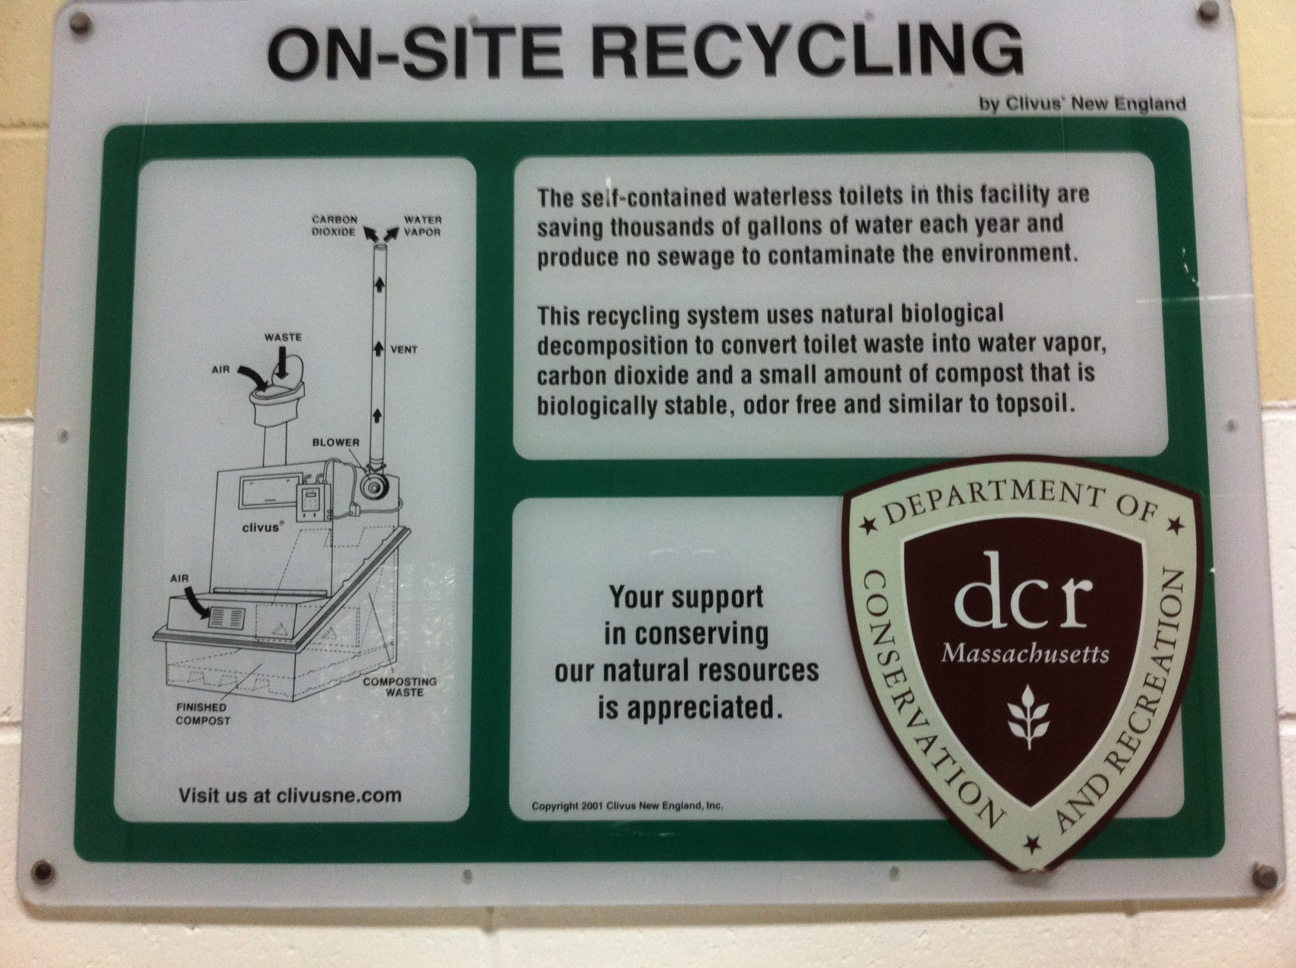 ON-SITE RECYCLING
by Clivus® New England
CARBON DIOXIDE
WATER VAPOR
WASTE
AIR
VENT
BLOWER
clivus®
AIR
COMPOSTING WASTE
FINISHED COMPOST
Visit us at clivusne.com
The self-contained waterless toilets in this facility are
saving thousands of gallons of water each year and
produce no sewage to contaminate the environment.
This recycling system uses natural biological
decomposition to convert toilet waste into water vapor,
carbon dioxide and a small amount of compost that is
biologically stable, odor free and similar to topsoil.
Your support
in conserving
our natural resources
is appreciated.
Copyright 2001 Clivus New England, Inc.
DEPARTMENT OF
CONSERVATION
AND RECREATION
dcr
Massachusetts